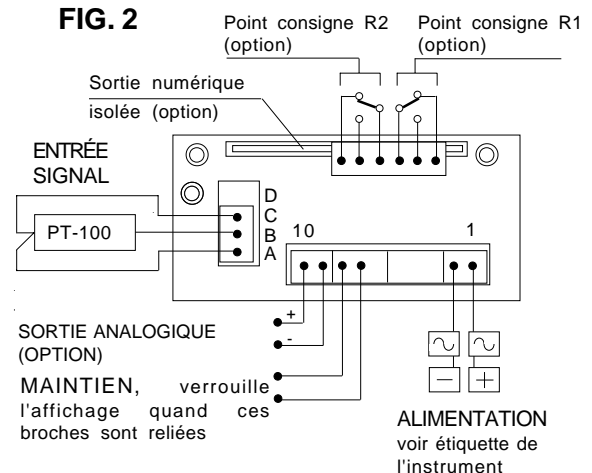 FIG. 2
Point consigne R2
(option)
Point consigne R1
(option)
Sortie numérique
isolée (option)
ENTRÉE
SIGNAL
PT-100
D
C
B
A
10
1
+
-
SORTIE ANALOGIQUE
(OPTION)
MAINTIEN, verrouille
l'affichage quand ces
broches sont reliées
ALIMENTATION
voir étiquette de
l'instrument